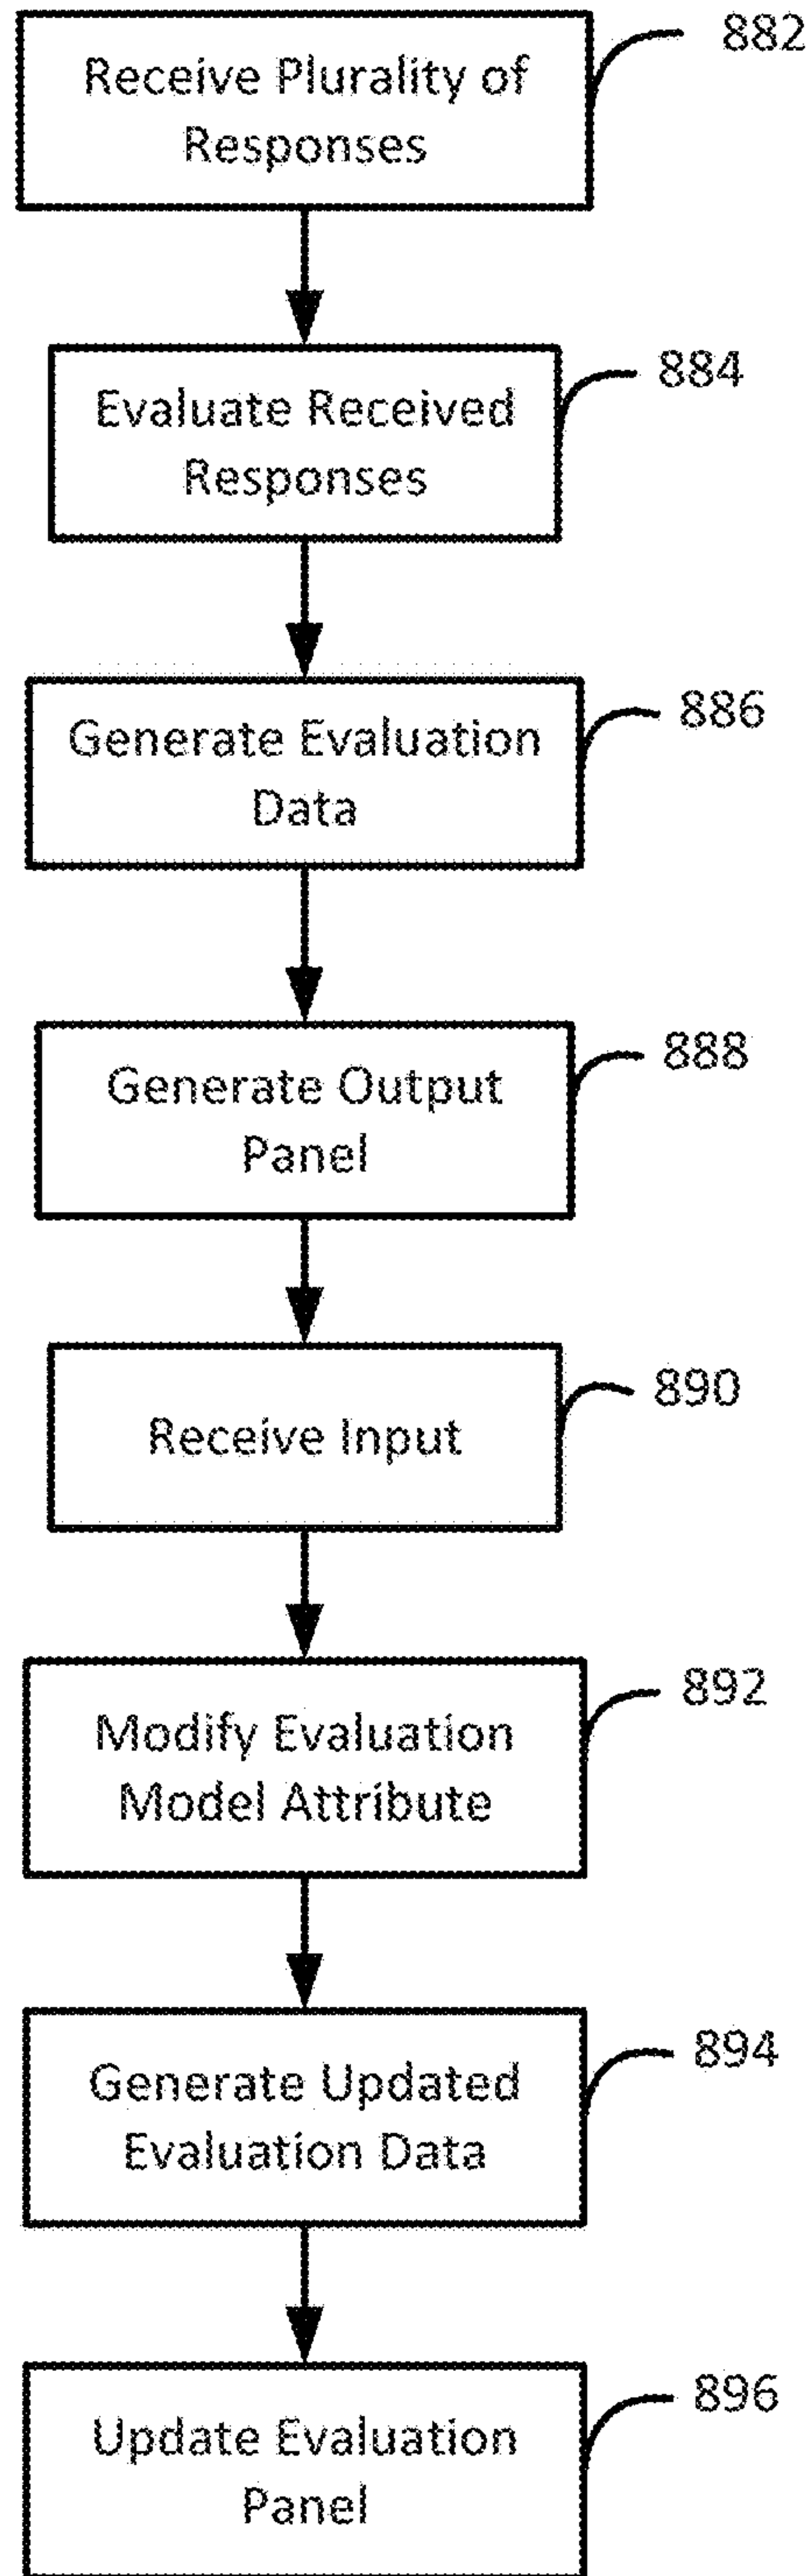 882
Receive Plurality of
Responses
884
Evaluate Received
Responses
886
Generate Evaluation
Data
888
Generate Output
Panel
890
Receive Input
892
Modify Evaluation
Model Attribute
894
Generate Updated
Evaluation Data
896
Update Evaluation
Panel